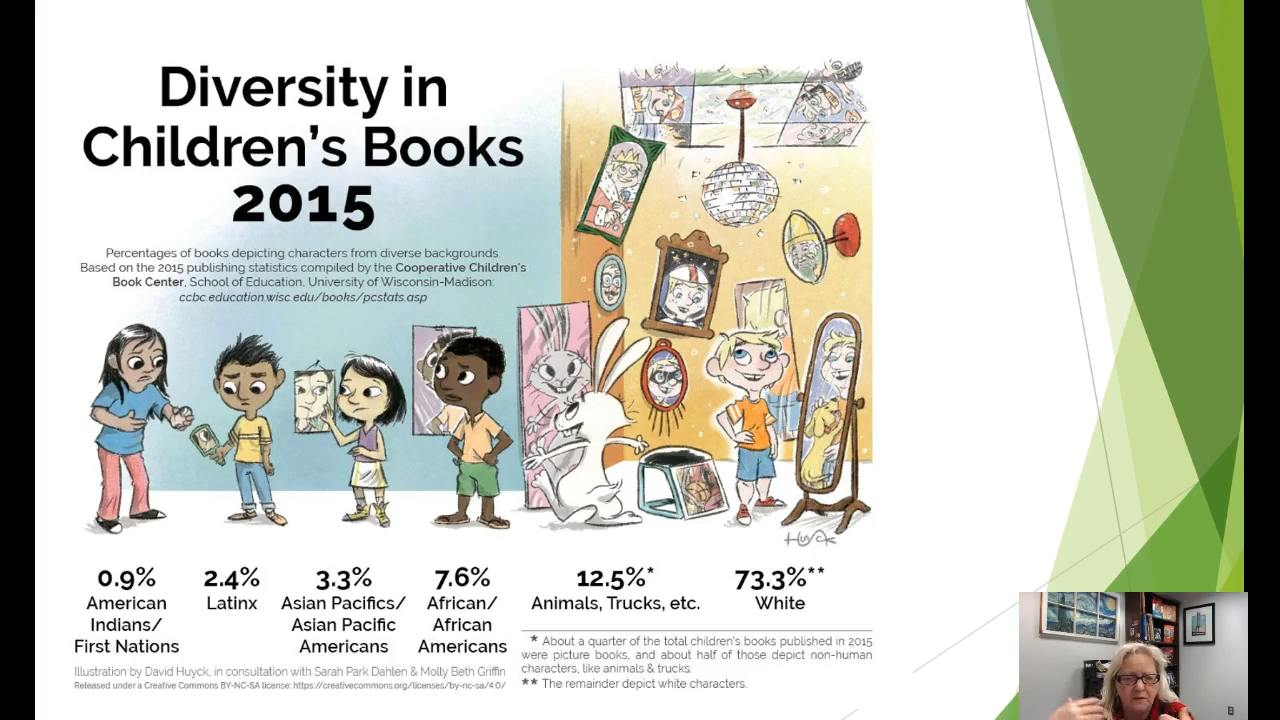 Diversity in
Children's Books
2015
Percentages of books depicting characters from diverse backgrounds.
Based on the 2015 publishing statistics compiled by the Cooperative Children's
Book Center, School of Education, University of Wisconsin-Madison:
ccbc.education.wisc.edu/books/pcstats.asp
HUYCK
0.9%
American
Indians/
First Nations
2.4%
Latinx
3.3%
Asian Pacifics/
Asian Pacific
Americans
7.6%
African/
African
Americans
12.5%*
Animals, Trucks, etc.
73.3%**
White
* About a quarter of the total children's books published in 2015
were picture books, and about half of those depict non-human
characters, like animals & trucks.
** The remainder depict white characters.
Illustration by David Huyck, in consultation with Sarah Park Dahlen & Molly Beth Griffin
Released under a Creative Commons BY-NC-SA license: https://creativecommons.org/licenses/by-nc-sa/4.0/